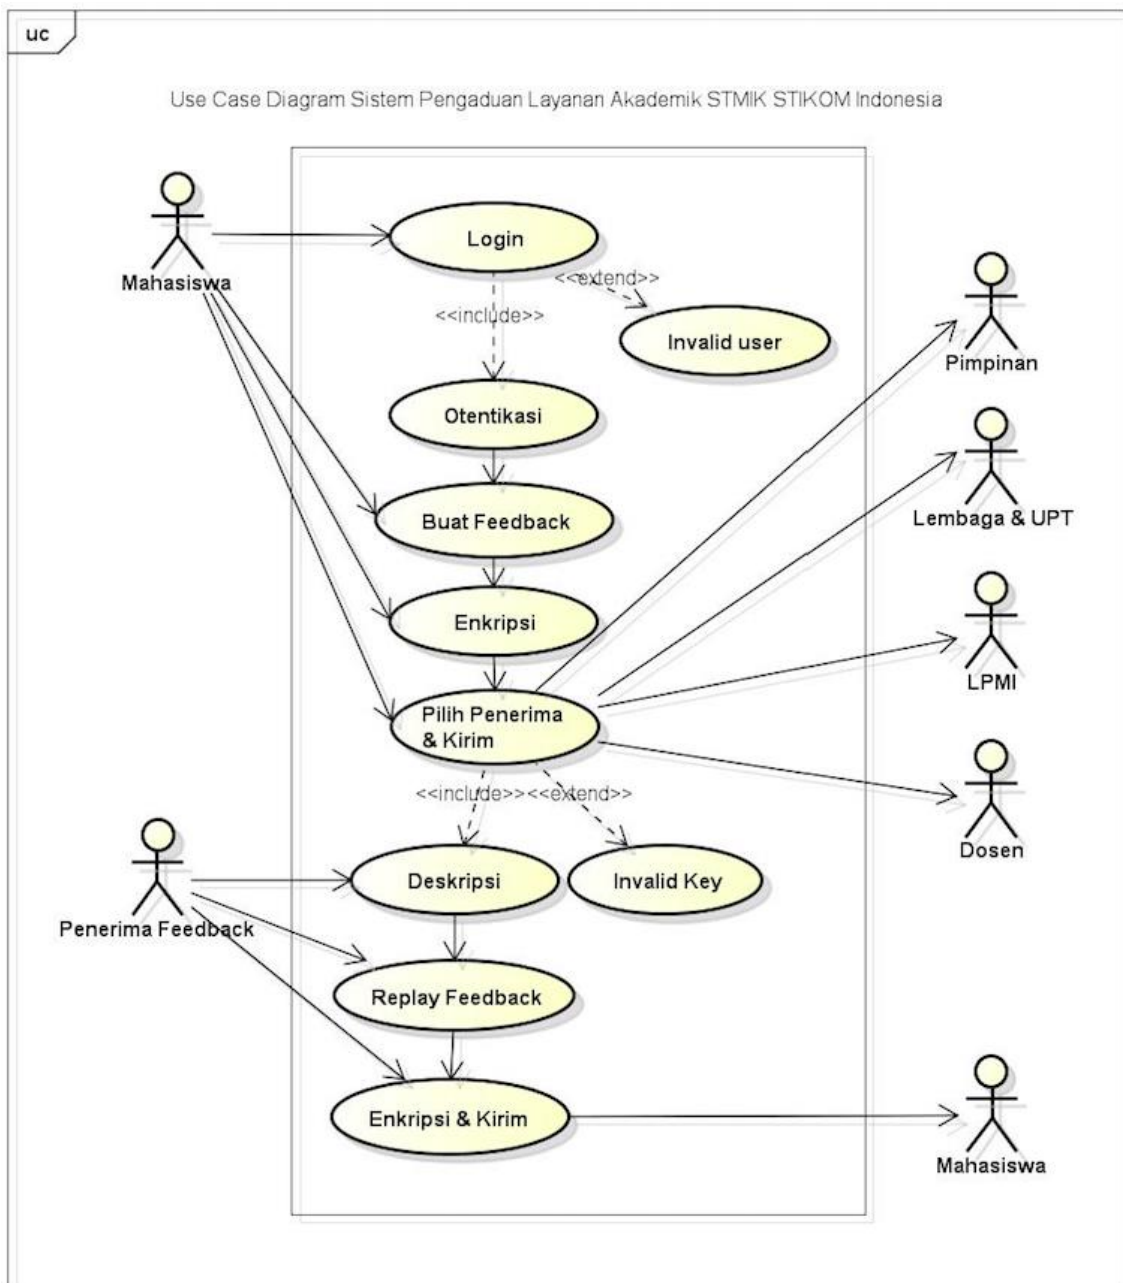 uc
Use Case Diagram Sistem Pengaduan Layanan Akademik STMIK STIKOM Indonesia
Login
Mahasiswa
<<extend>>
<<include>>
Invalid user
Pimpinan
Otentikasi
Buat Feedback
Lembaga & UPT
Enkripsi
LPMI
Pilih Penerima
& Kirim
<<include>>
<<extend>>
Dosen
Deskripsi
Invalid Key
Penerima Feedback
Replay Feedback
Enkripsi & Kirim
Mahasiswa